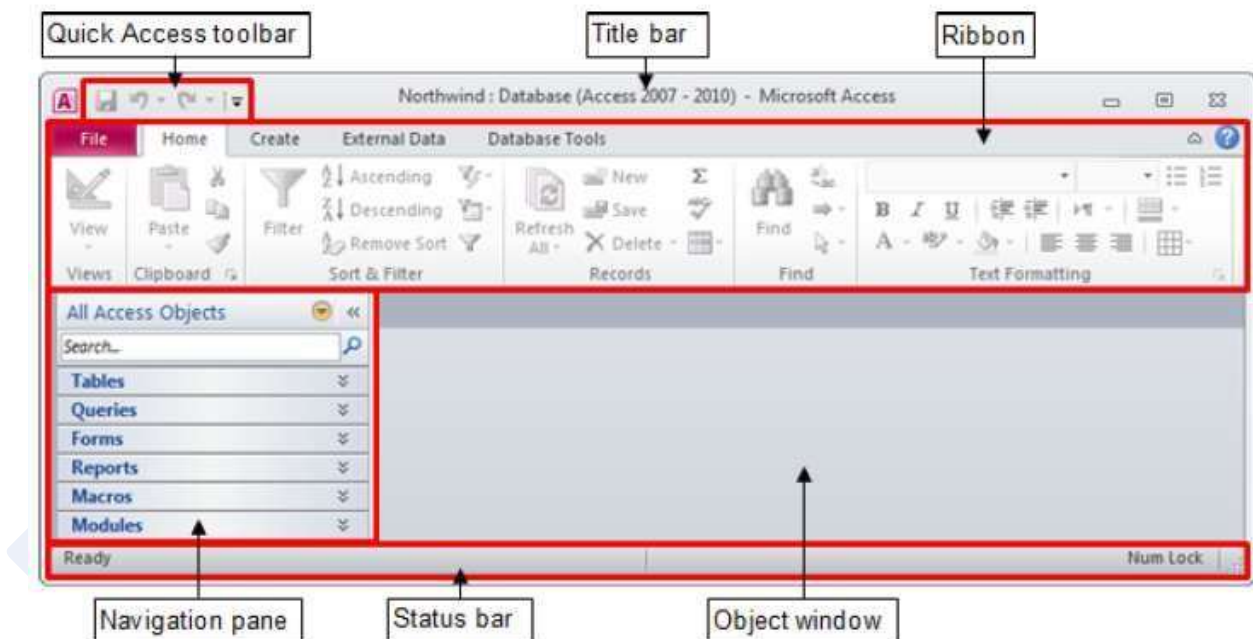 Quick Access toolbar
Title bar
Ribbon
A
Northwind : Database (Access 2007 - 2010) - Microsoft Access
File Home Create External Data Database Tools
View
Paste
Filter
Ascending
Descending
Remove Sort
Refresh
All
New
Save
Delete
Σ
Find
B I U
A
Views Clipboard Sort & Filter Records Find Text Formatting
All Access Objects
Search...
Tables
Queries
Forms
Reports
Macros
Modules
Ready Num Lock
Navigation pane
Status bar
Object window